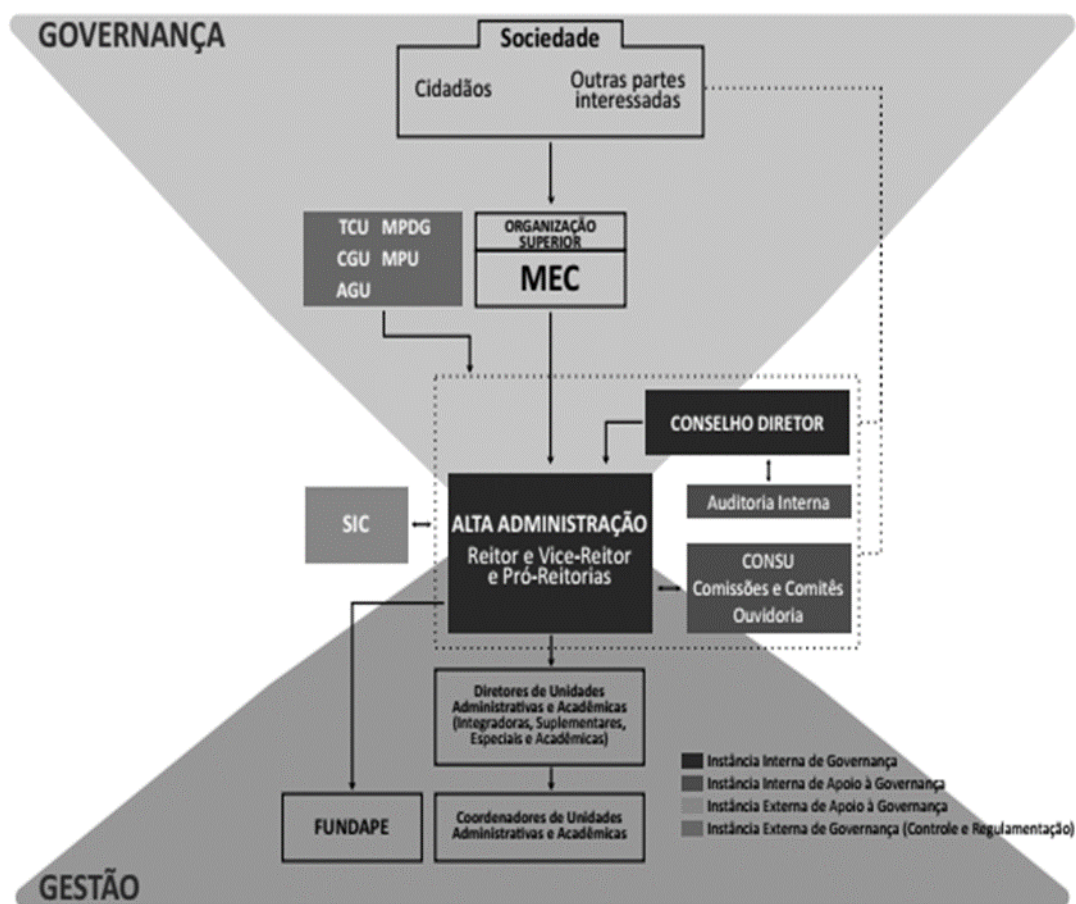 GOVERNANÇA
Sociedade
Cidadãos
Outras partes
interessadas
TCU MPDG
CGU MPU
AGU
ORGANIZAÇÃO
SUPERIOR
MEC
CONSELHO DIRETOR
Auditoria Interna
SIC
ALTA ADMINISTRAÇÃO
Reitor e Vice-Reitor
e Pró-Reitorias
CONSU
Comissões e Comitês
Ouvidoria
Diretores de Unidades
Administrativas e Acadêmicas
(Integradoras, Suplementares,
Especiais e Acadêmicas)
FUNDAPE
Coordenadores de Unidades
Administrativas e Acadêmicas
Instância Interna de Governança
Instância Interna de Apoio à Governança
Instância Externa de Apoio à Governança
Instância Externa de Governança (Controle e Regulamentação)
GESTÃO